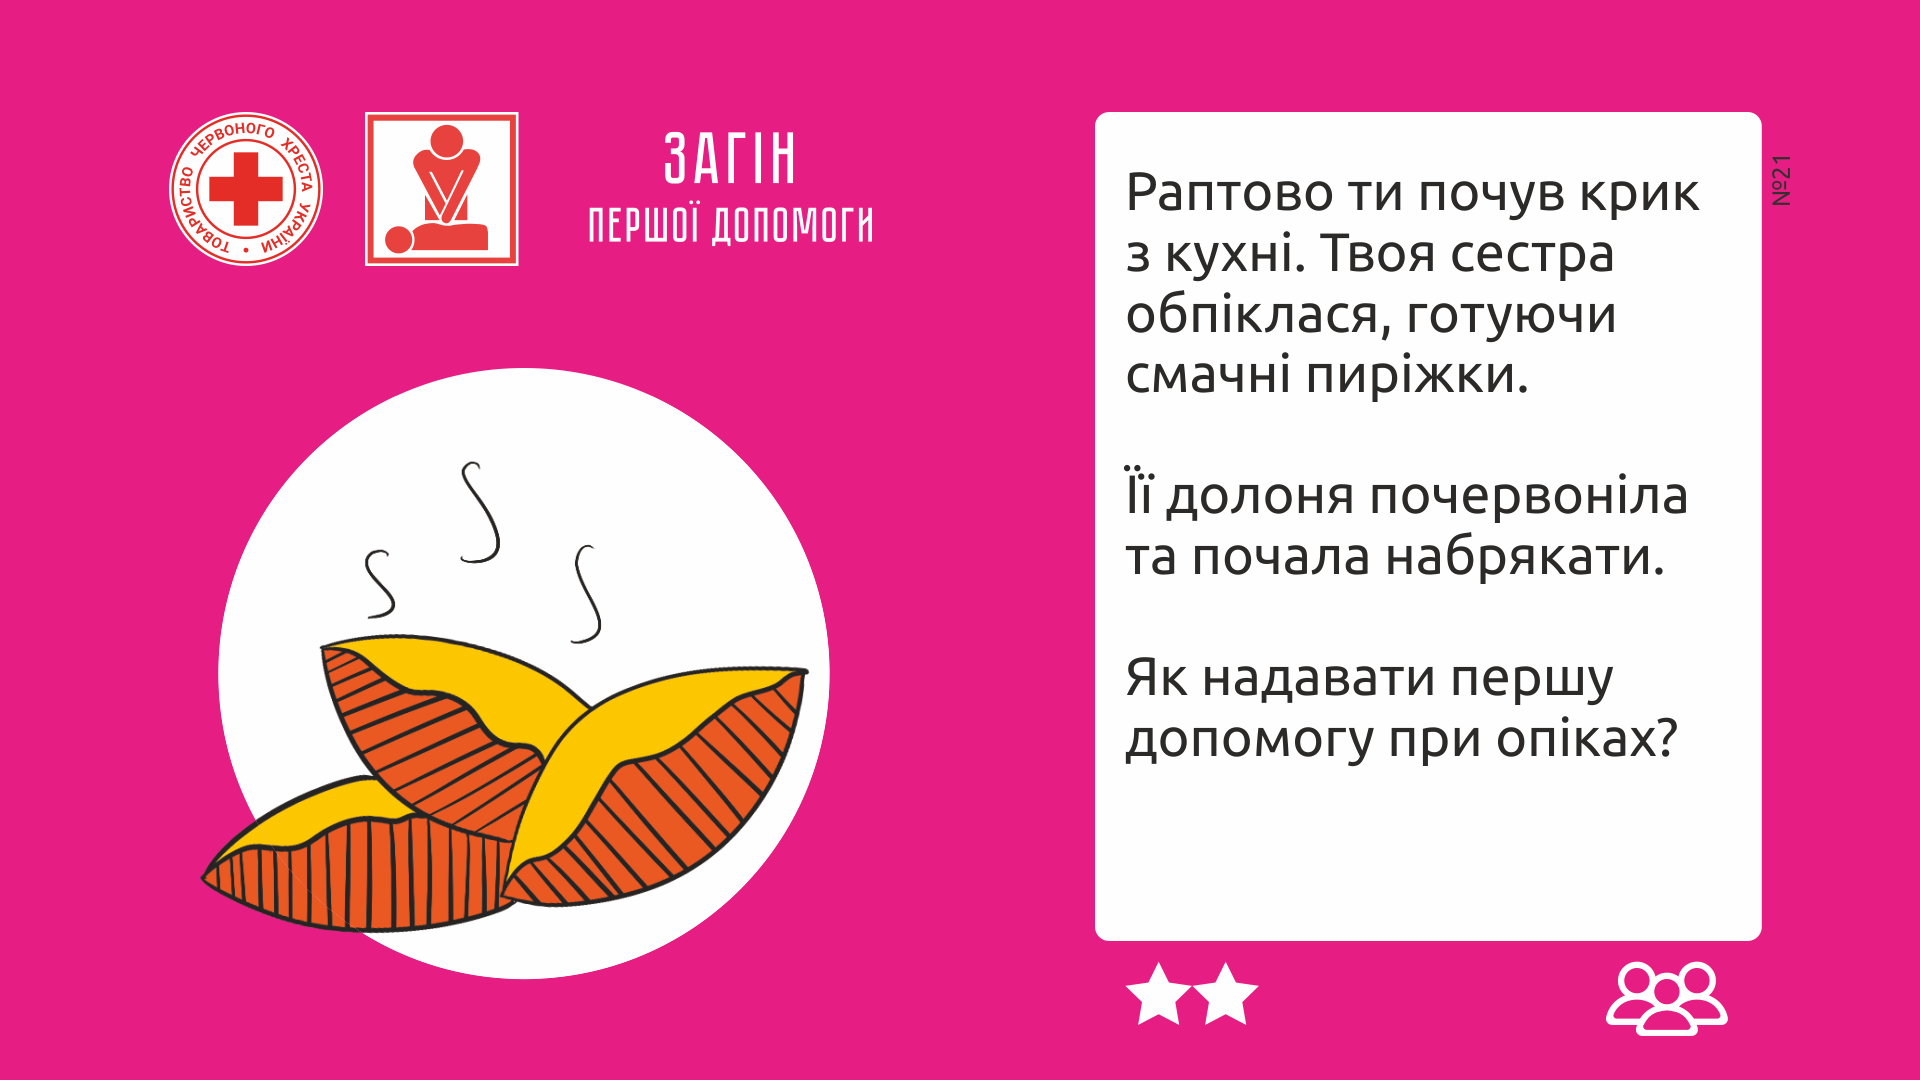 ТОВАРИСТВО ЧЕРВОНОГО ХРЕСТА УКРАЇНИ •
ЗАГІН
ПЕРШОЇ ДОПОМОГИ
Раптово ти почув крик
з кухні. Твоя сестра
обпіклася, готуючи
смачні пиріжки.
Її долоня почервоніла
та почала набрякати.
Як надавати першу
допомогу при опіках?
№21